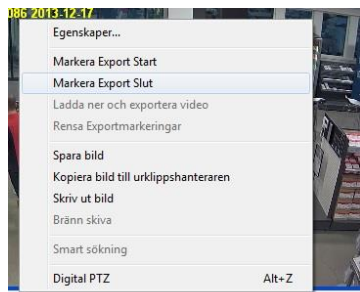 086 2013-12-17
Egenskaper...
Markera Export Start
Markera Export Slut
Ladda ner och exportera video
Rensa Exportmarkeringar
Spara bild
Kopiera bild till urklippshanteraren
Skriv ut bild
Bränn skiva
Smart sökning
Digital PTZ Alt+Z